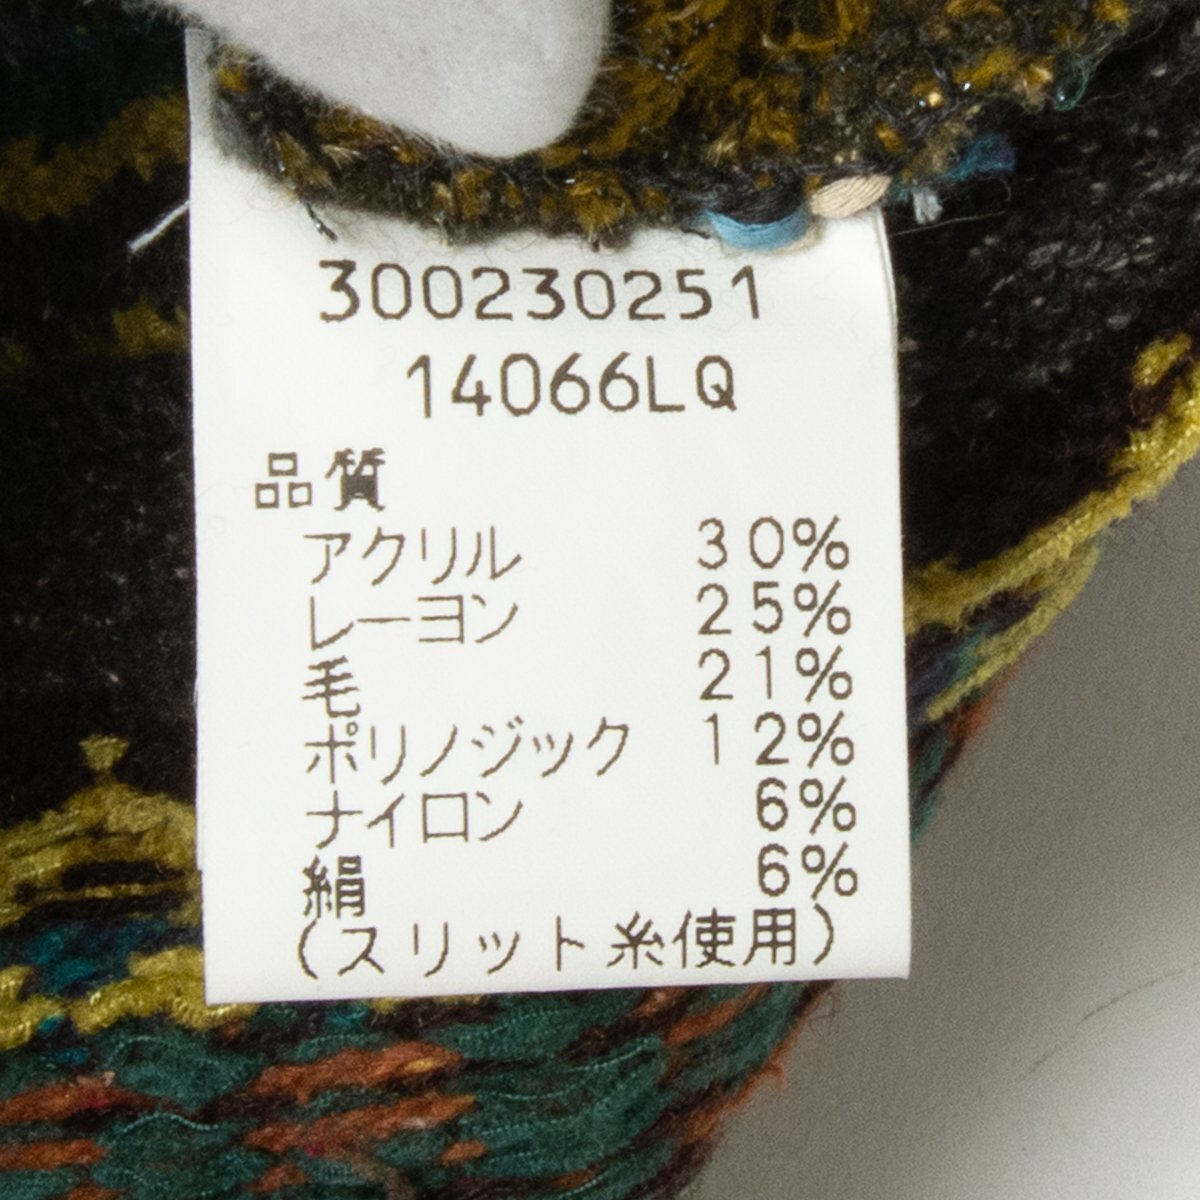 300230251
14066LQ
品質
アクリル 30%
レーヨン 25%
毛 21%
ポリノジック 12%
ナイロン 6%
絹 6%
(スリット糸使用)